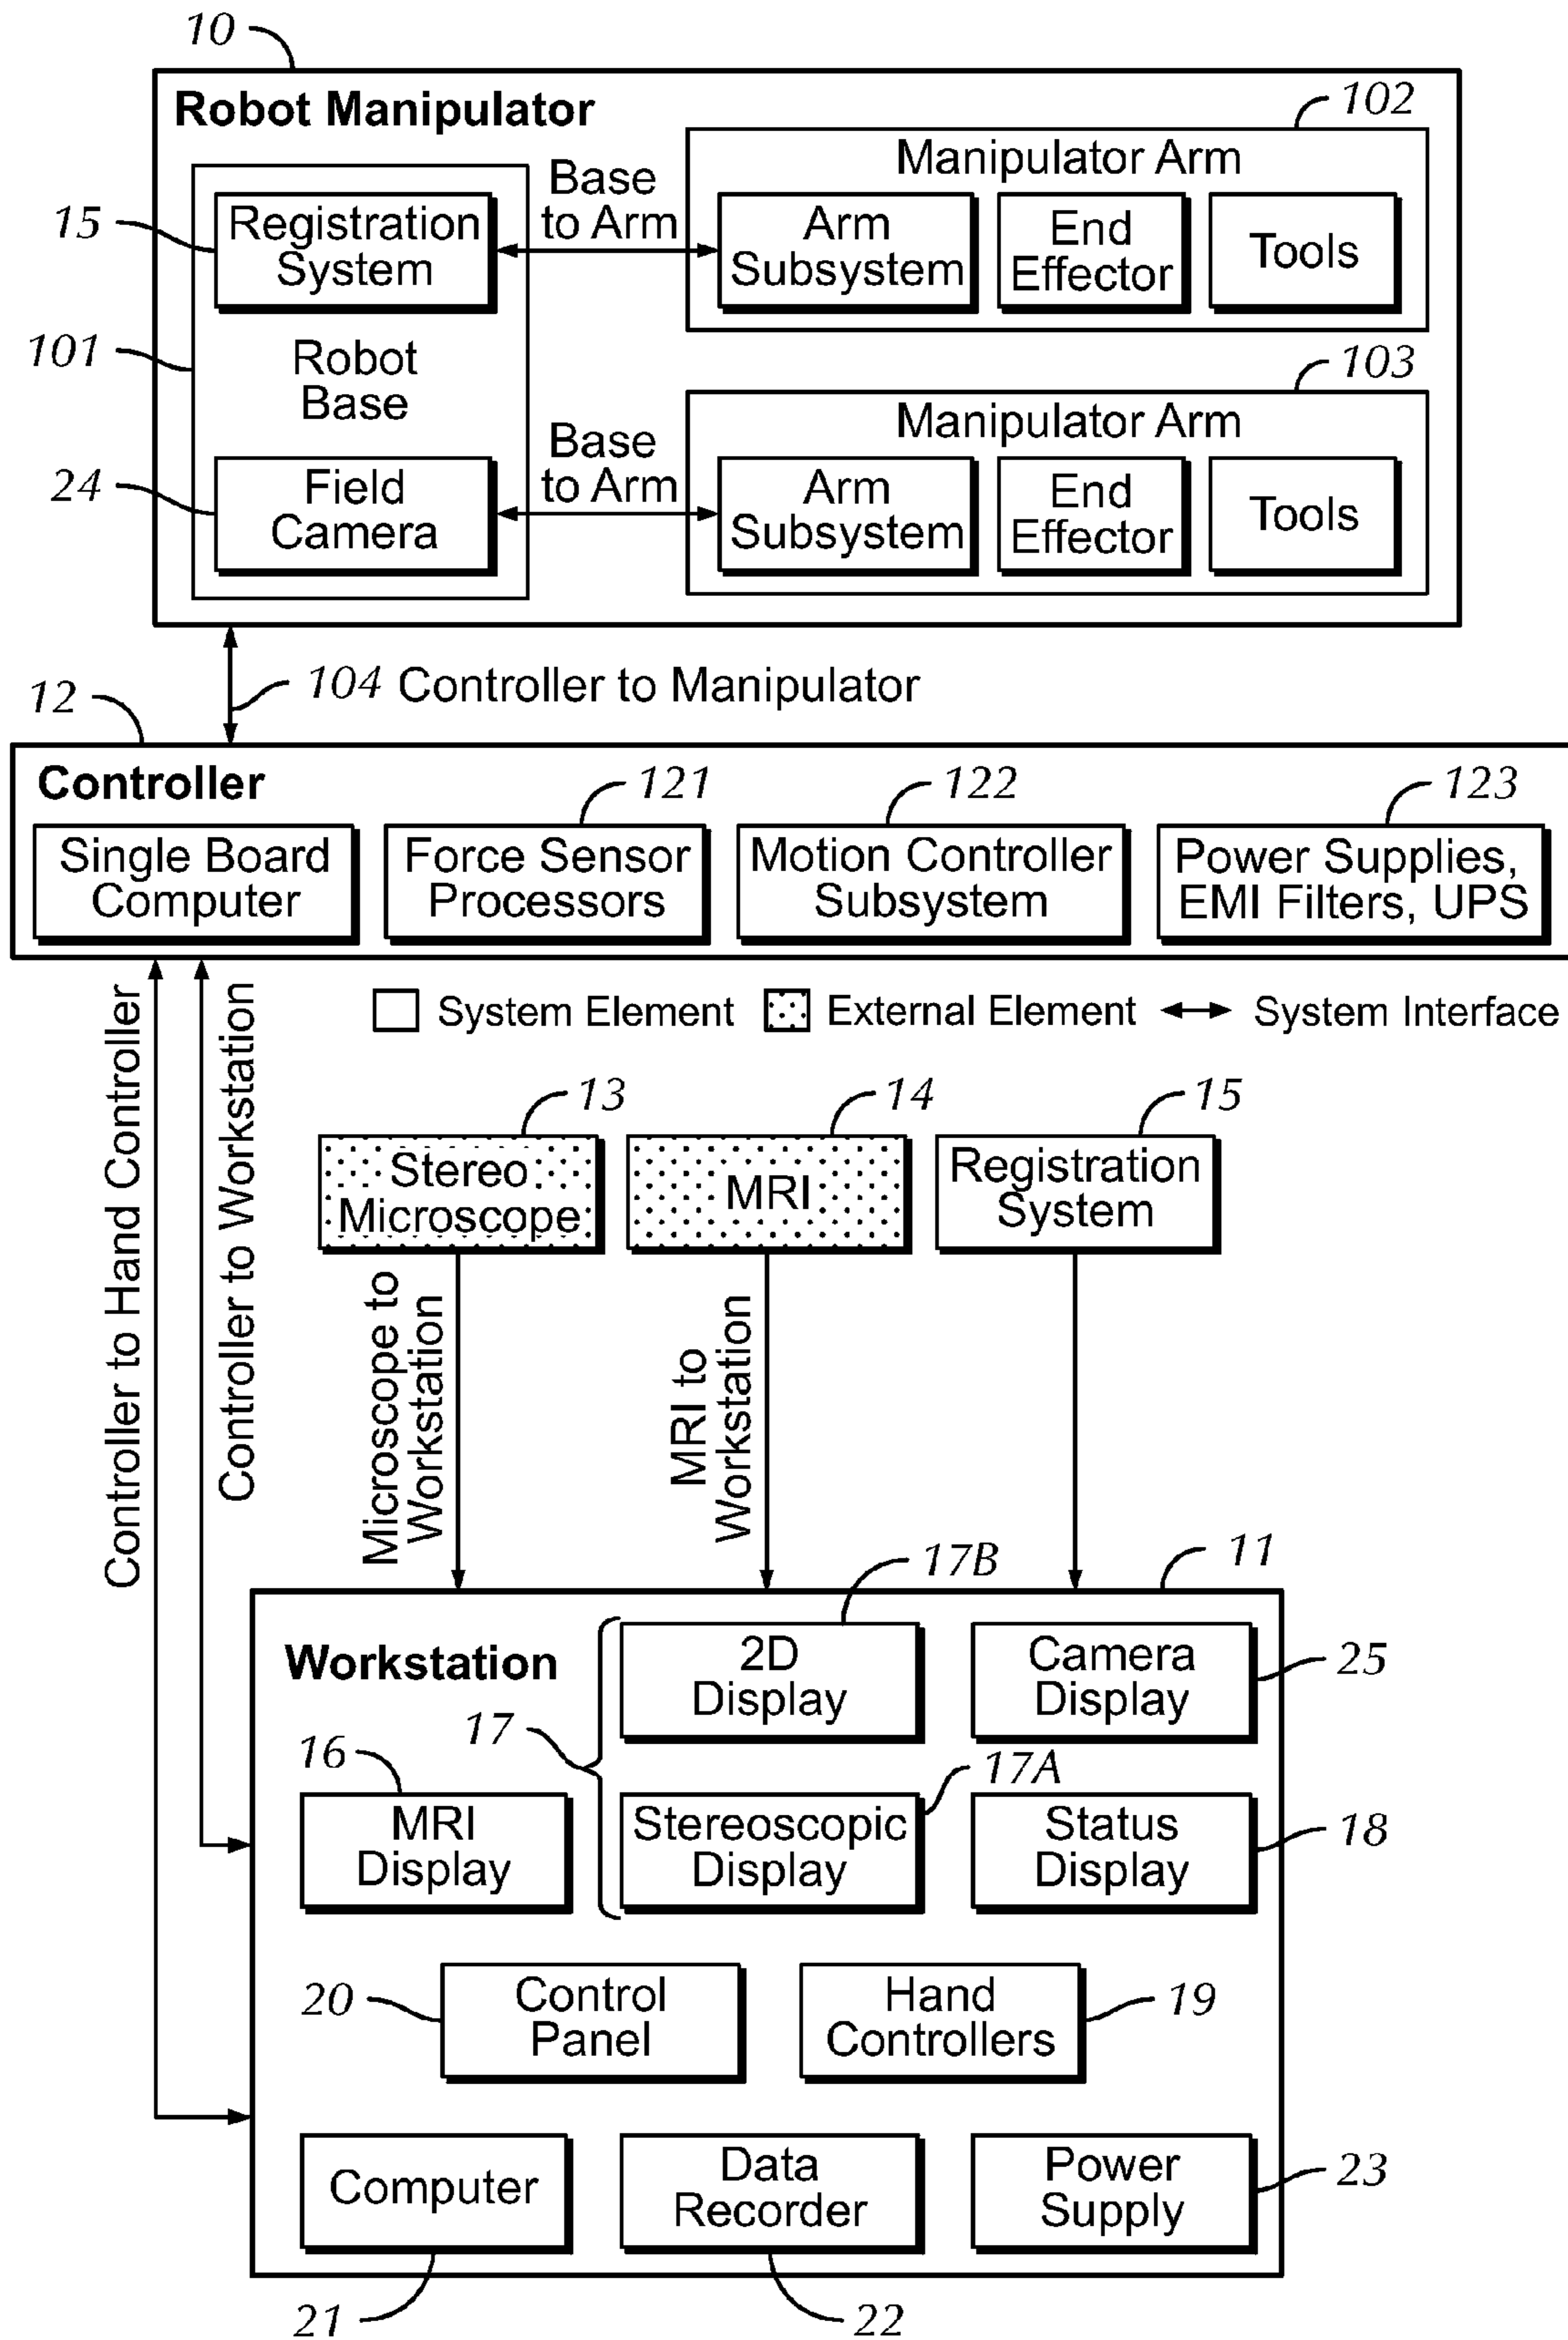 10
Robot Manipulator
102
Manipulator Arm
15
Registration
System
Base
to Arm
Arm
Subsystem
End
Effector
Tools
101
Robot
Base
103
Manipulator Arm
24
Field
Camera
Base
to Arm
Arm
Subsystem
End
Effector
Tools
104 Controller to Manipulator
12
Controller
121
122
123
Single Board
Computer
Force Sensor
Processors
Motion Controller
Subsystem
Power Supplies,
EMI Filters, UPS
System Element
External Element
System Interface
Controller to Hand Controller
Controller to Workstation
13
14
15
Stereo
Microscope
MRI
Registration
System
Microscope to
Workstation
MRI to
Workstation
11
17B
Workstation
2D
Display
Camera
Display
25
17
16
17A
MRI
Display
Stereoscopic
Display
Status
Display
18
20
Control
Panel
Hand
Controllers
19
Computer
Data
Recorder
Power
Supply
23
21
22